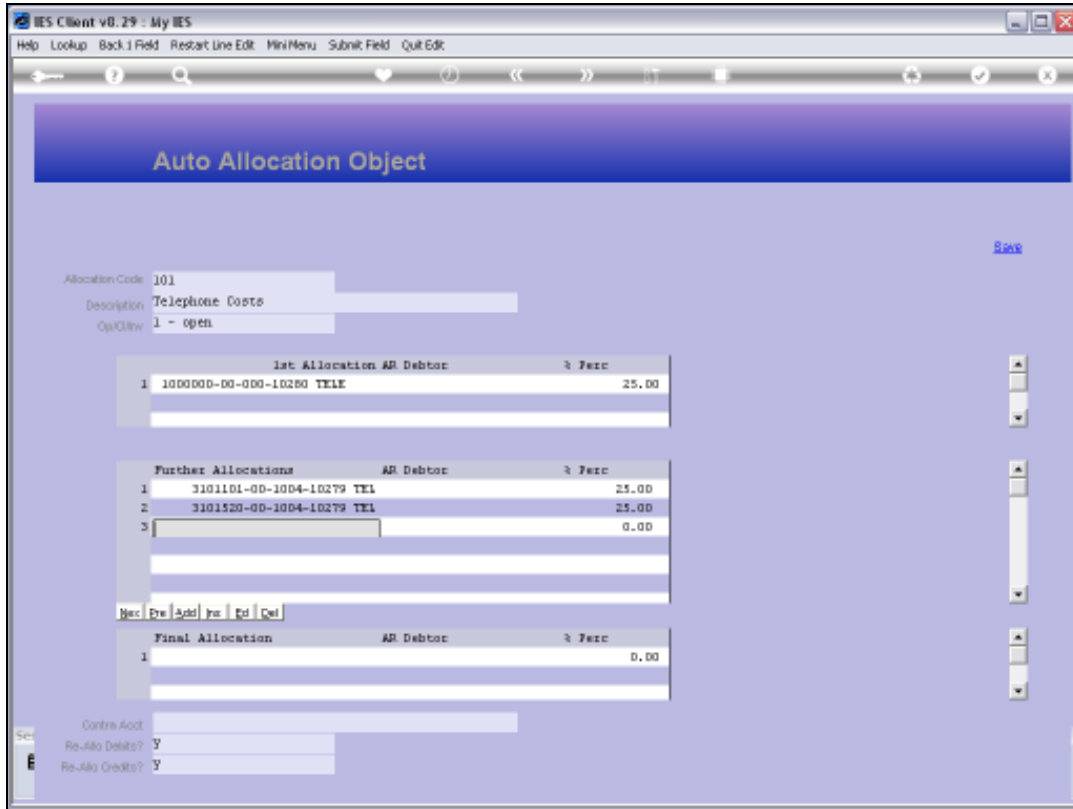 IES Client v8.29 : My IES
Help Lookup Back 1 Field Restart Line Edit MiniMenu Submit Field Quit Edit
Auto Allocation Object
Save
Allocation Code 101
Description Telephone Costs
Op/Cl/Inv 1 - open
1st Allocation AR Debtor % Perc
1 1000000-00-000-10280 TELE 25.00
Further Allocations AR Debtor % Perc
1 3101101-00-1004-10279 TEL 25.00
2 3101520-00-1004-10279 TEL 25.00
3 0.00
Nex Pre Add Ins Ed Del
Final Allocation AR Debtor % Perc
1 0.00
Contra Acct
Re-Allo Debits? Y
Re-Allo Credits? Y